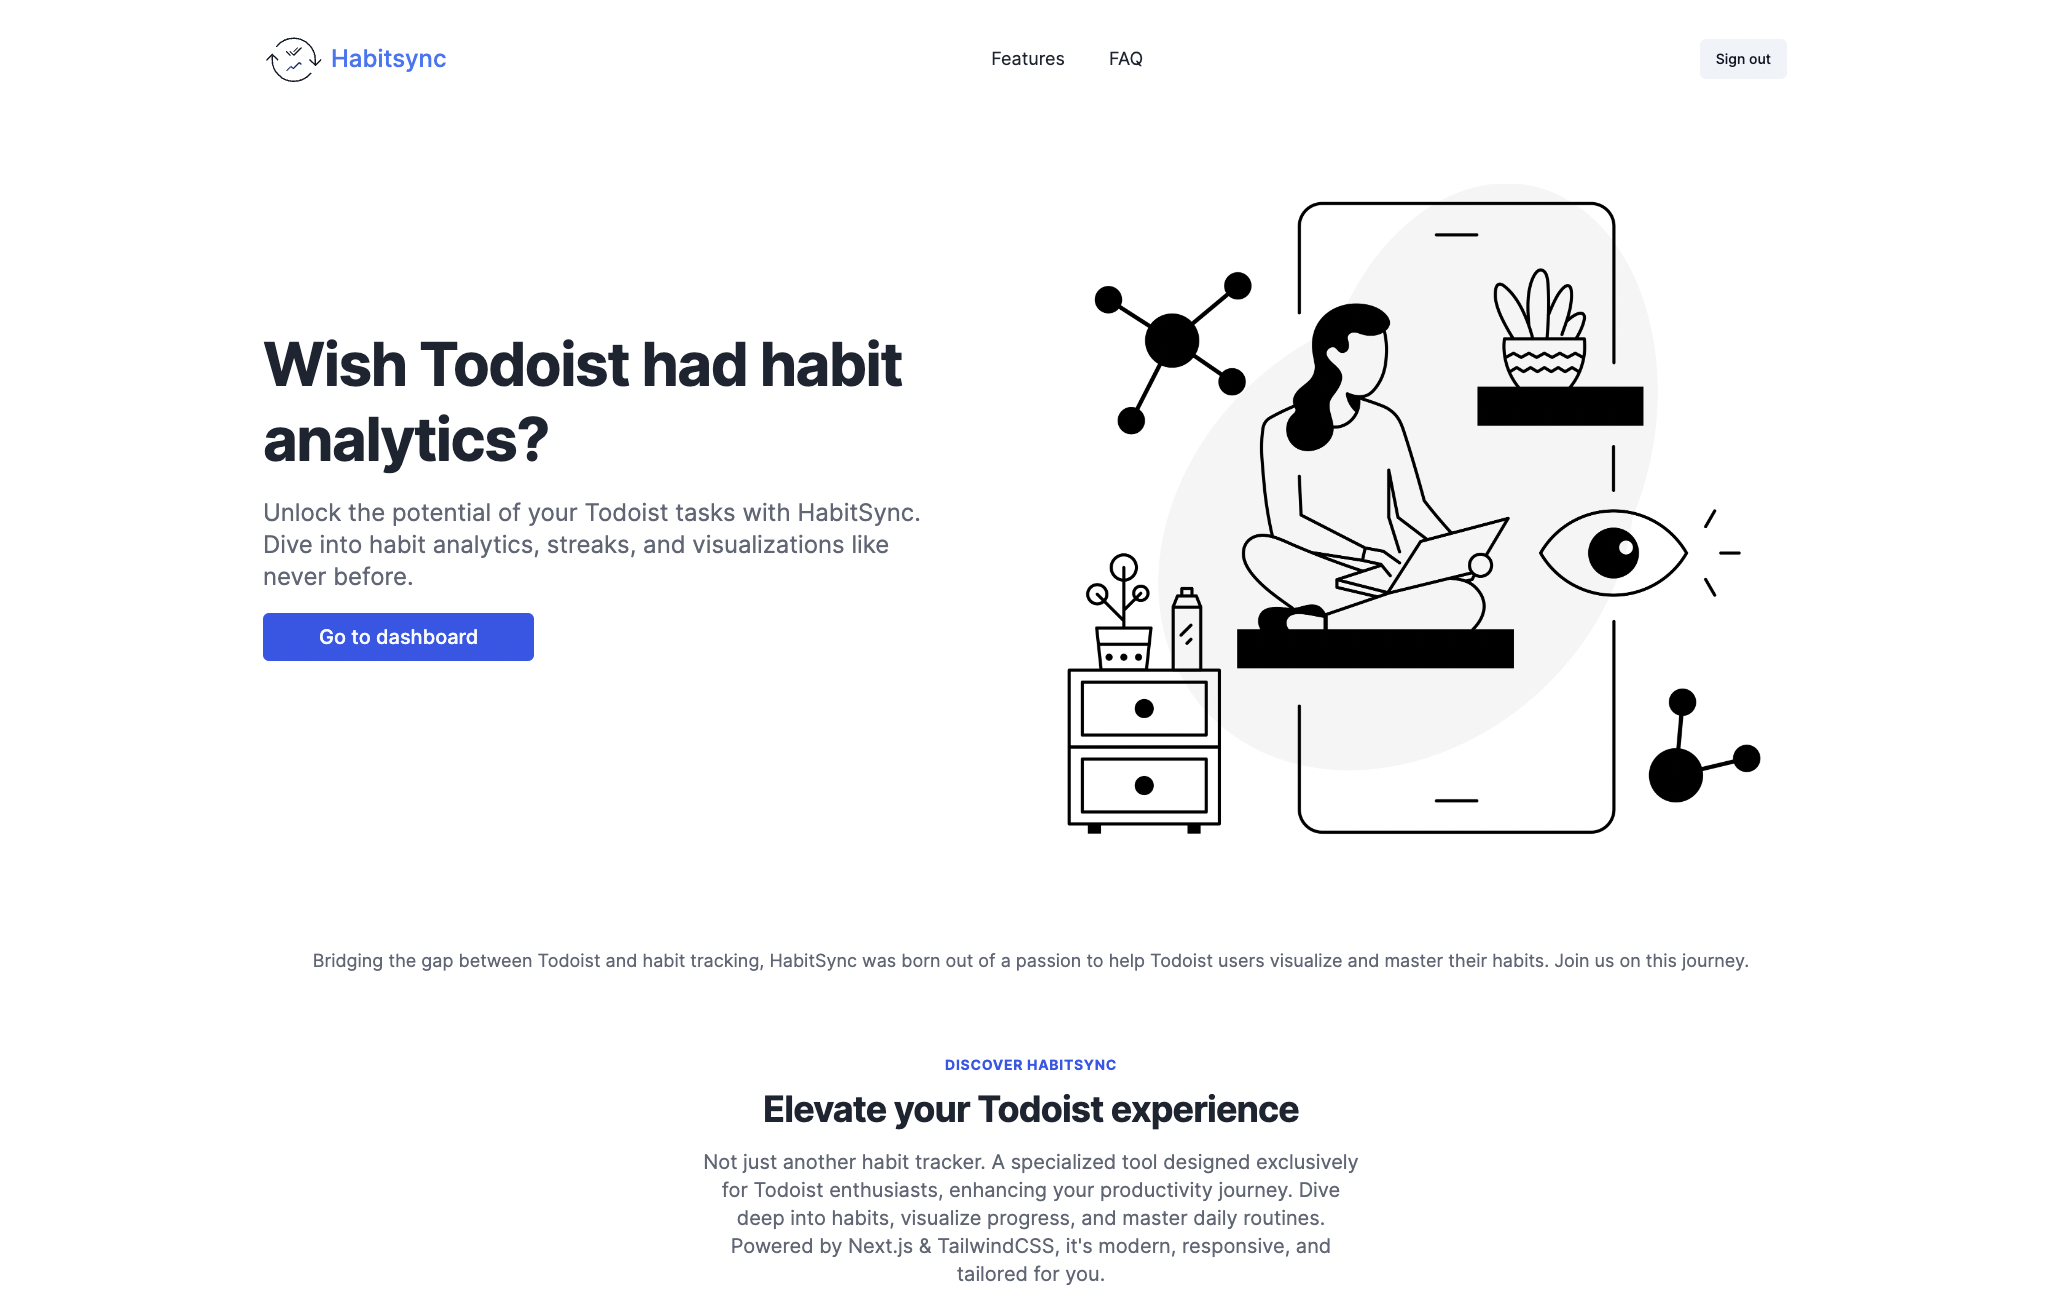 Habitsync
Features
FAQ
Sign out
Wish Todoist had habit
analytics?
Unlock the potential of your Todoist tasks with HabitSync.
Dive into habit analytics, streaks, and visualizations like
never before.
Go to dashboard
Bridging the gap between Todoist and habit tracking, HabitSync was born out of a passion to help Todoist users visualize and master their habits. Join us on this journey.
DISCOVER HABITSYNC
Elevate your Todoist experience
Not just another habit tracker. A specialized tool designed exclusively
for Todoist enthusiasts, enhancing your productivity journey. Dive
deep into habits, visualize progress, and master daily routines.
Powered by Next.js & TailwindCSS, it's modern, responsive, and
tailored for you.